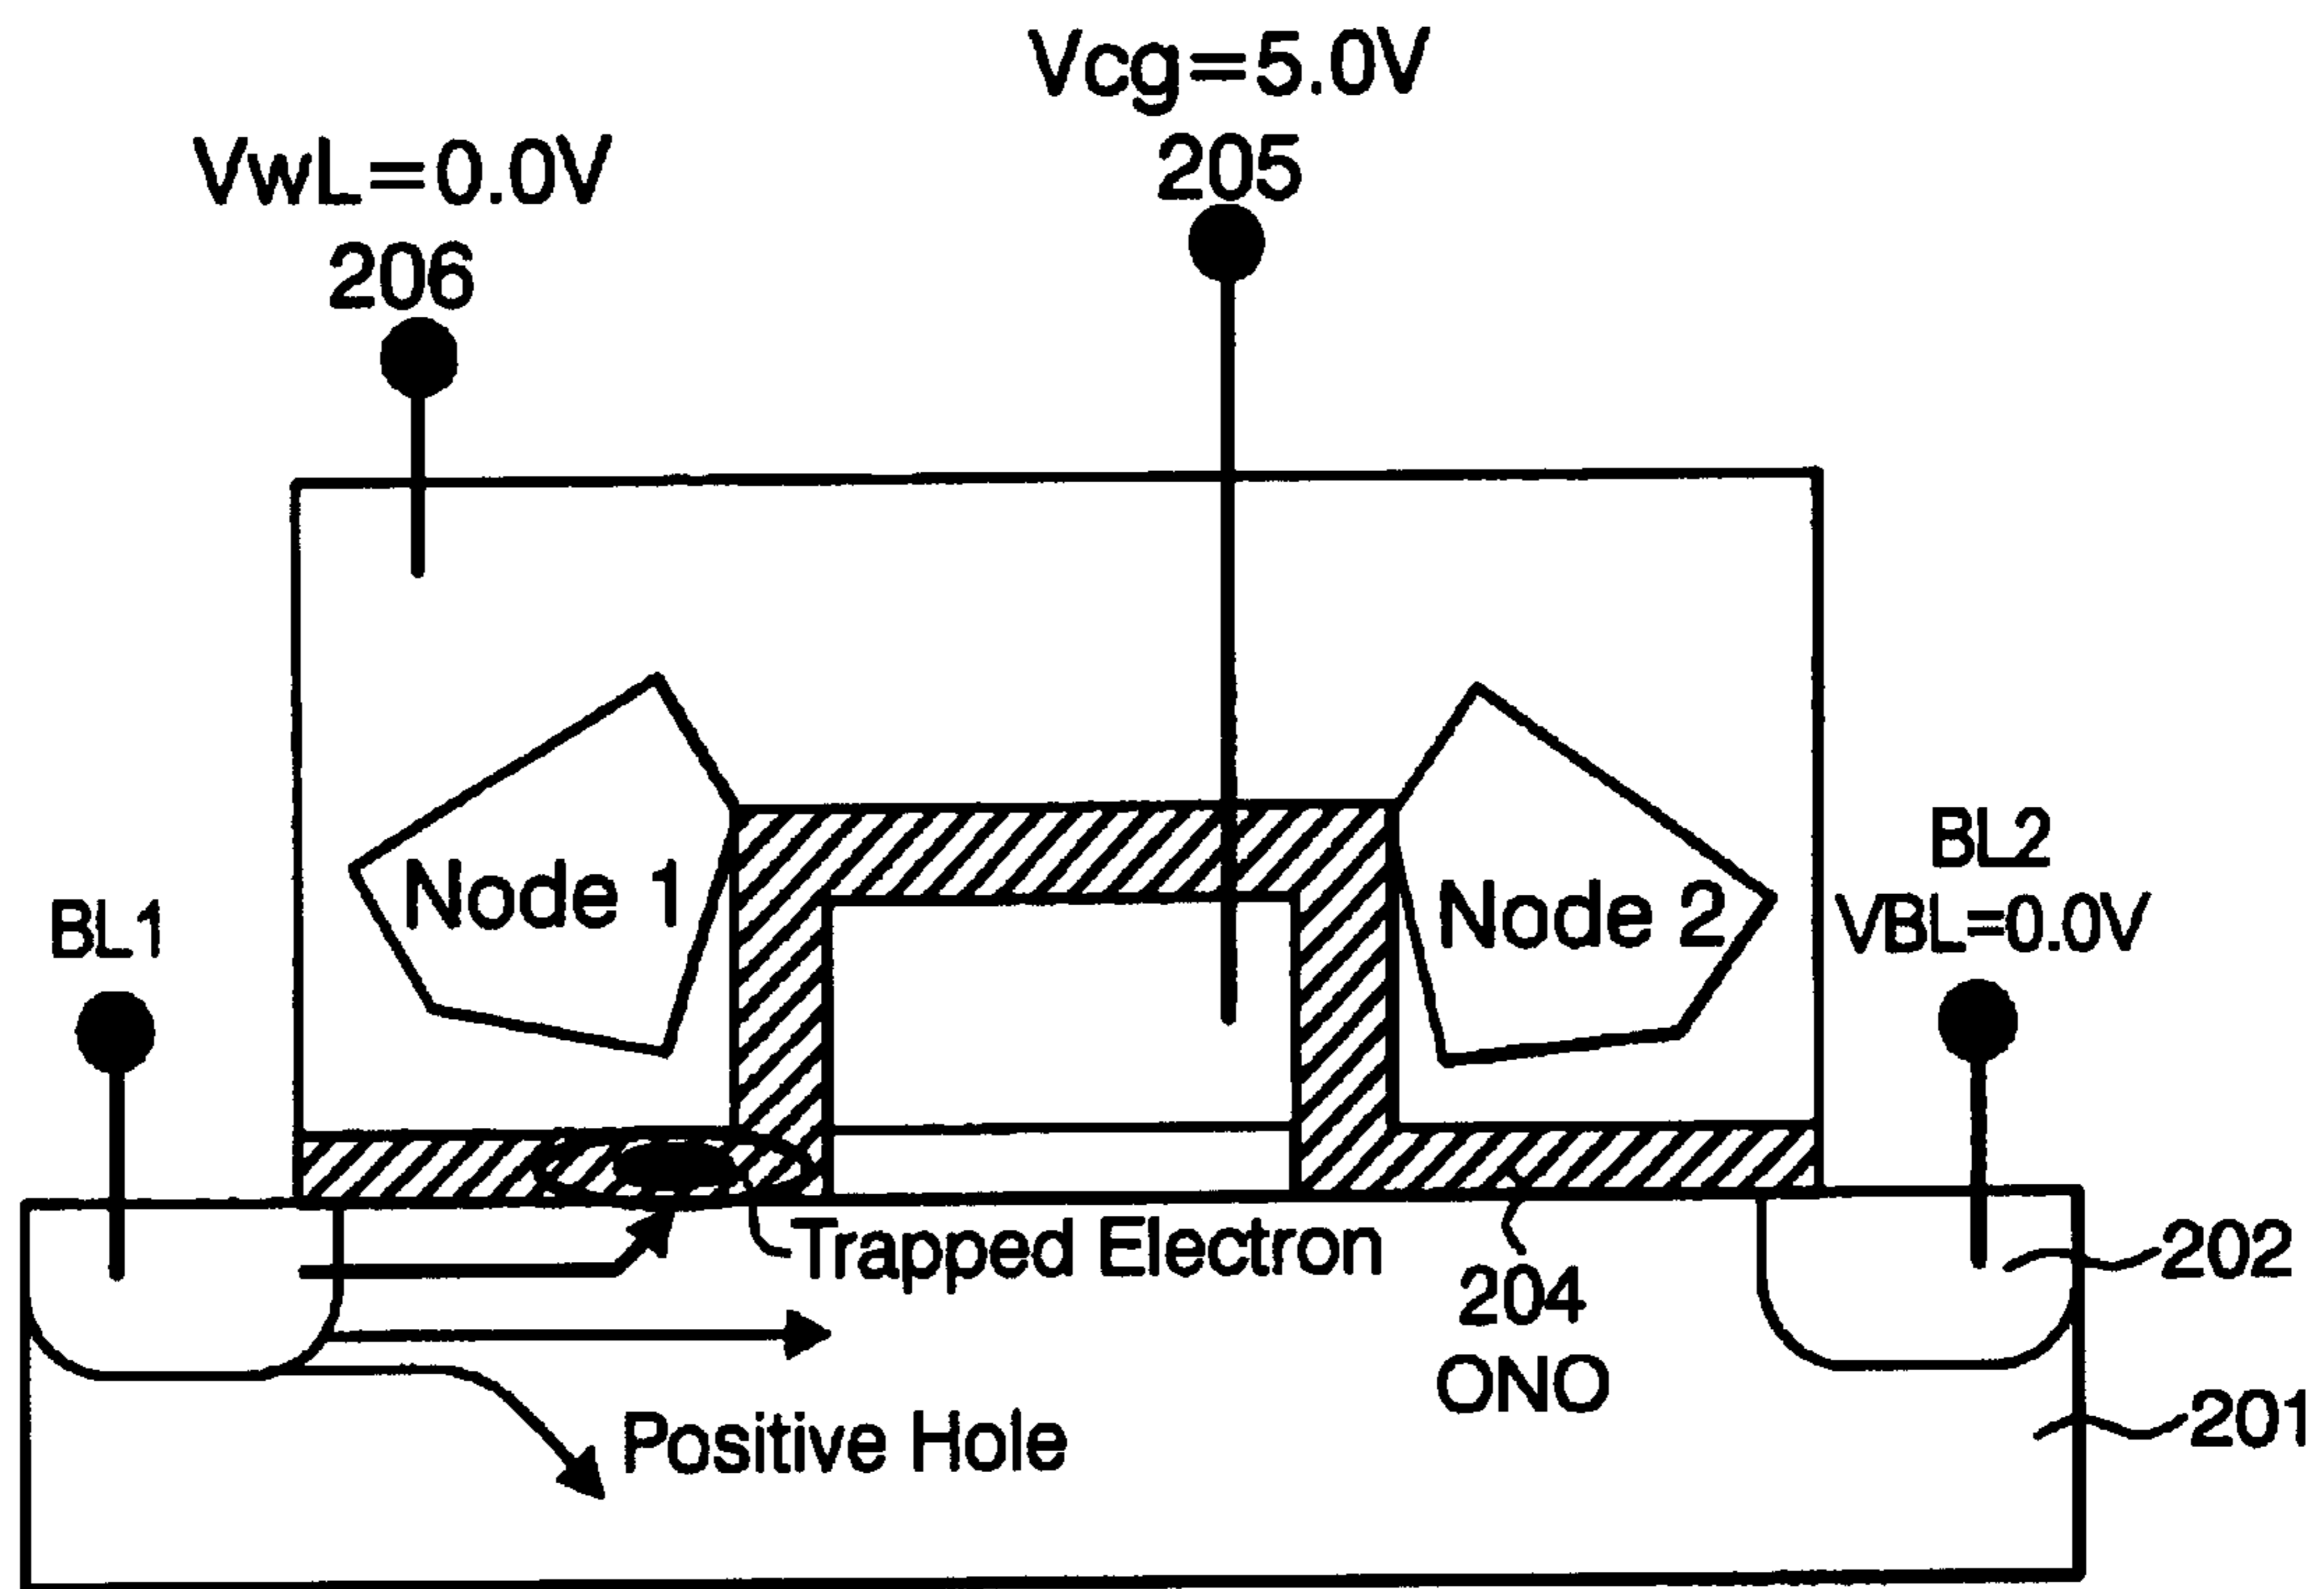 Vcg=5.0V
205
VwL=0.0V
206
Node 1
Node 2
BL1
BL2
VBL=0.0V
Trapped Electron
204
ONO
202
201
Positive Hole